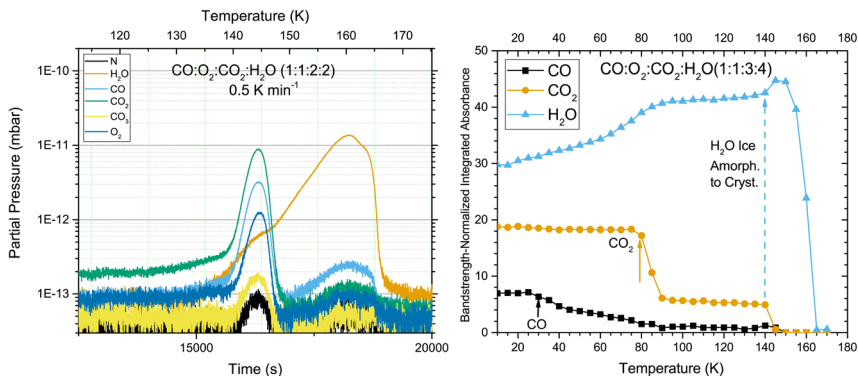 Temperature (K)
120 130 140 150 160 170
N
H₂O
CO
CO₂
CO₃
O₂
CO:O₂:CO₂:H₂O (1:1:2:2)
0.5 K min⁻¹
Partial Pressure (mbar)
1E-10
1E-11
1E-12
1E-13
15000 20000
Time (s)
20 40 60 80 100 120 140 160 180
CO:O₂:CO₂:H₂O(1:1:3:4)
CO
CO₂
H₂O
Bandstrength-Normalized Integrated Absorbance
50
40
30
20
10
0
H₂O Ice
Amorph.
to Cryst.
CO₂
CO
20 40 60 80 100 120 140 160 180
Temperature (K)